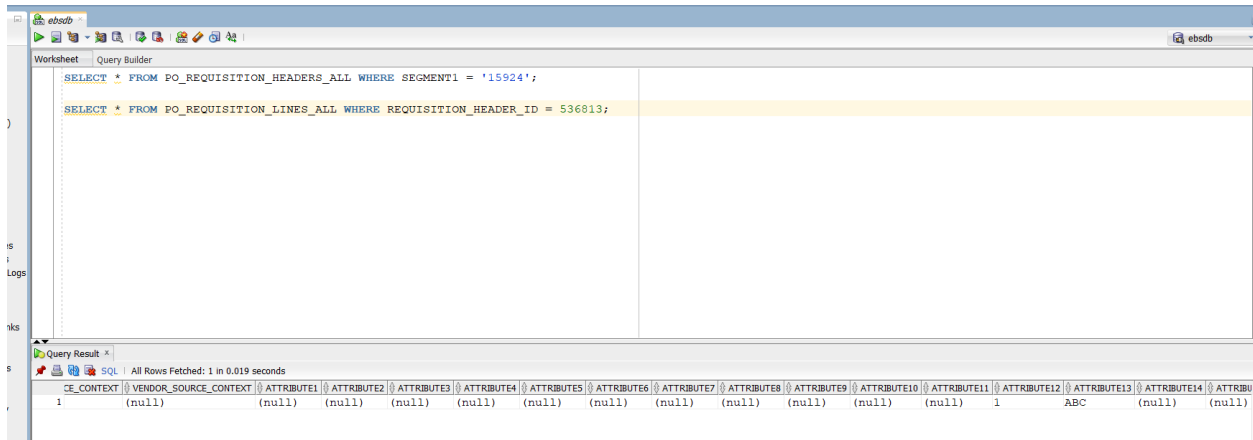 ebsdb
ebsdb
Worksheet Query Builder
SELECT * FROM PO_REQUISITION_HEADERS_ALL WHERE SEGMENT1 = '15924';
SELECT * FROM PO_REQUISITION_LINES_ALL WHERE REQUISITION_HEADER_ID = 536813;
)
es
s
Logs
nks
s
Query Result
SQL | All Rows Fetched: 1 in 0.019 seconds
CE_CONTEXT VENDOR_SOURCE_CONTEXT ATTRIBUTE1 ATTRIBUTE2 ATTRIBUTE3 ATTRIBUTE4 ATTRIBUTE5 ATTRIBUTE6 ATTRIBUTE7 ATTRIBUTE8 ATTRIBUTE9 ATTRIBUTE10 ATTRIBUTE11 ATTRIBUTE12 ATTRIBUTE13 ATTRIBUTE14 ATTRIBU
1 (null) (null) (null) (null) (null) (null) (null) (null) (null) (null) (null) (null) 1 ABC (null) (null)